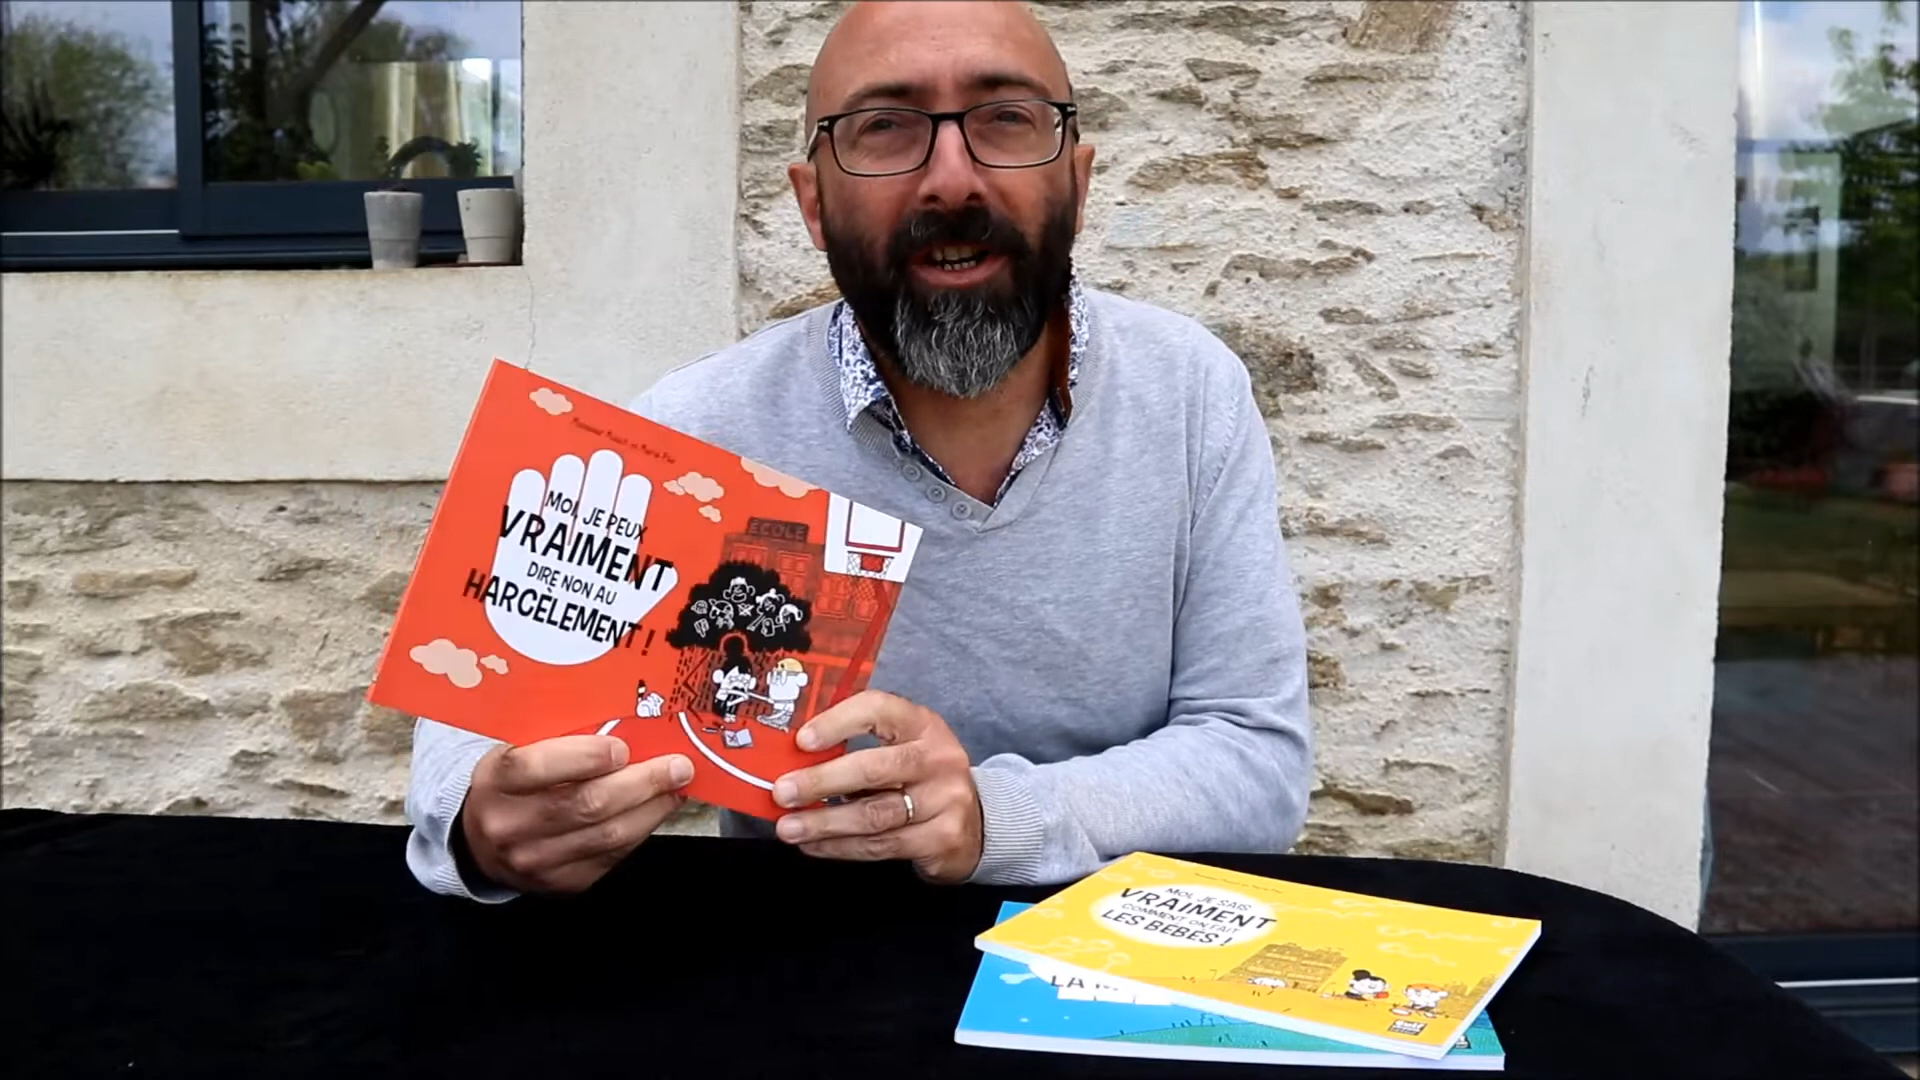 MOI, JE PEUX
VRAIMENT
DIRE NON AU
HARCÈLEMENT !
ÉCOLE
MOI, JE SAIS
VRAIMENT
COMMENT ON FAIT
LES BÉBÉS !
LA